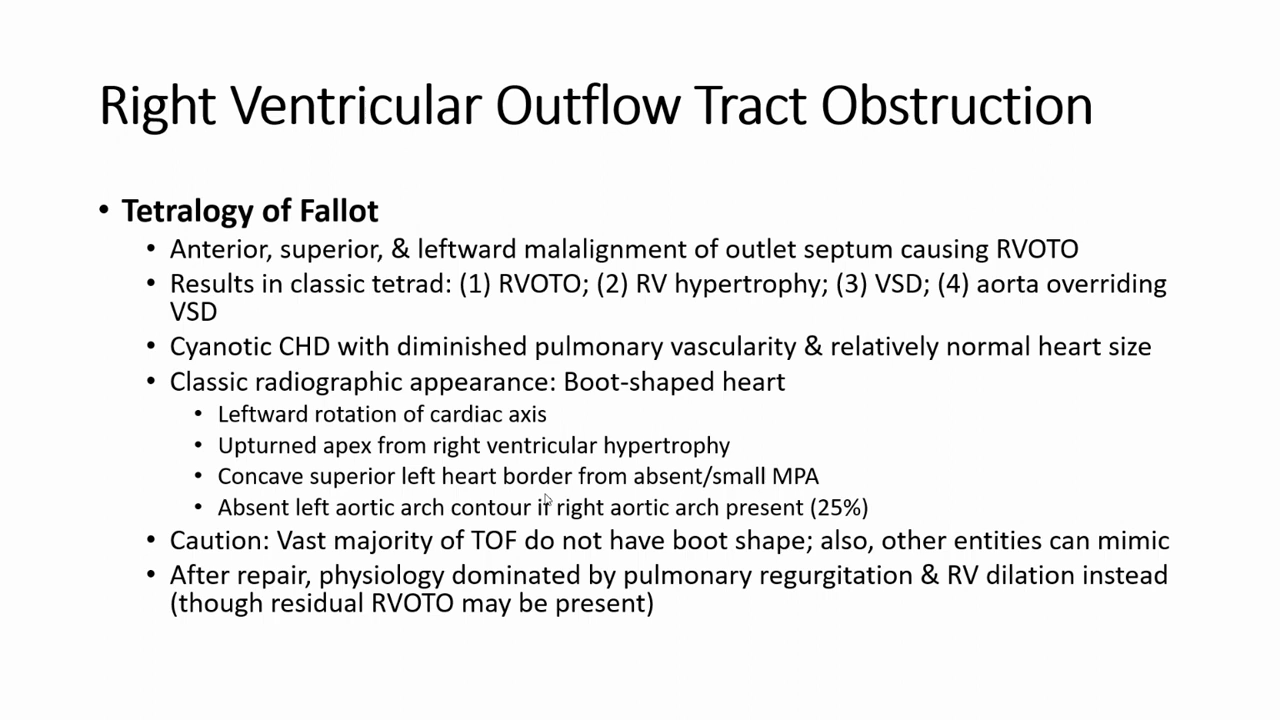 Right Ventricular Outflow Tract Obstruction
• Tetralogy of Fallot
• Anterior, superior, & leftward malalignment of outlet septum causing RVOTO
• Results in classic tetrad: (1) RVOTO; (2) RV hypertrophy; (3) VSD; (4) aorta overriding
VSD
• Cyanotic CHD with diminished pulmonary vascularity & relatively normal heart size
• Classic radiographic appearance: Boot-shaped heart
• Leftward rotation of cardiac axis
• Upturned apex from right ventricular hypertrophy
• Concave superior left heart border from absent/small MPA
• Absent left aortic arch contour if right aortic arch present (25%)
• Caution: Vast majority of TOF do not have boot shape; also, other entities can mimic
• After repair, physiology dominated by pulmonary regurgitation & RV dilation instead
(though residual RVOTO may be present)